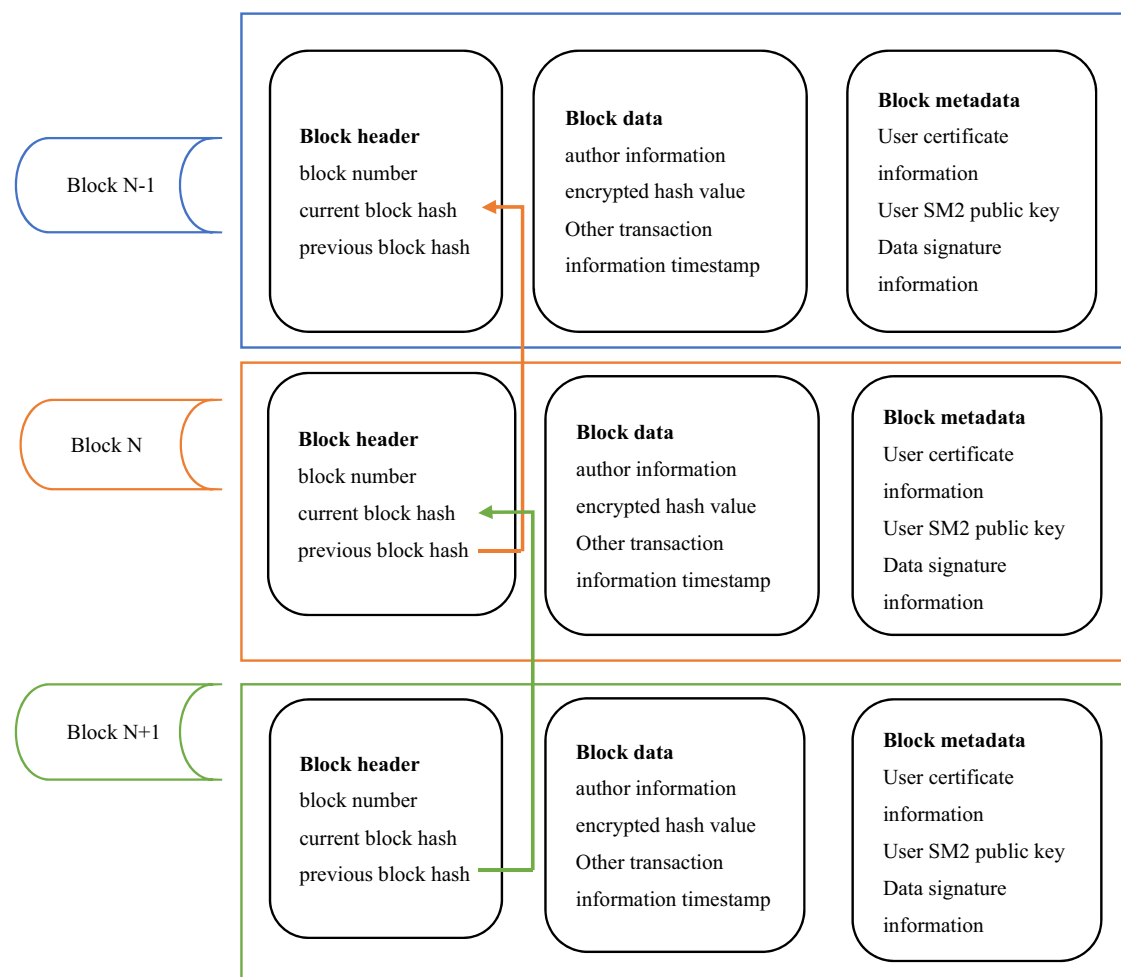 Block N-1
Block header
block number
current block hash
previous block hash
Block data
author information
encrypted hash value
Other transaction
information timestamp
Block metadata
User certificate
information
User SM2 public key
Data signature
information
Block N
Block header
block number
current block hash
previous block hash
Block data
author information
encrypted hash value
Other transaction
information timestamp
Block metadata
User certificate
information
User SM2 public key
Data signature
information
Block N+1
Block header
block number
current block hash
previous block hash
Block data
author information
encrypted hash value
Other transaction
information timestamp
Block metadata
User certificate
information
User SM2 public key
Data signature
information